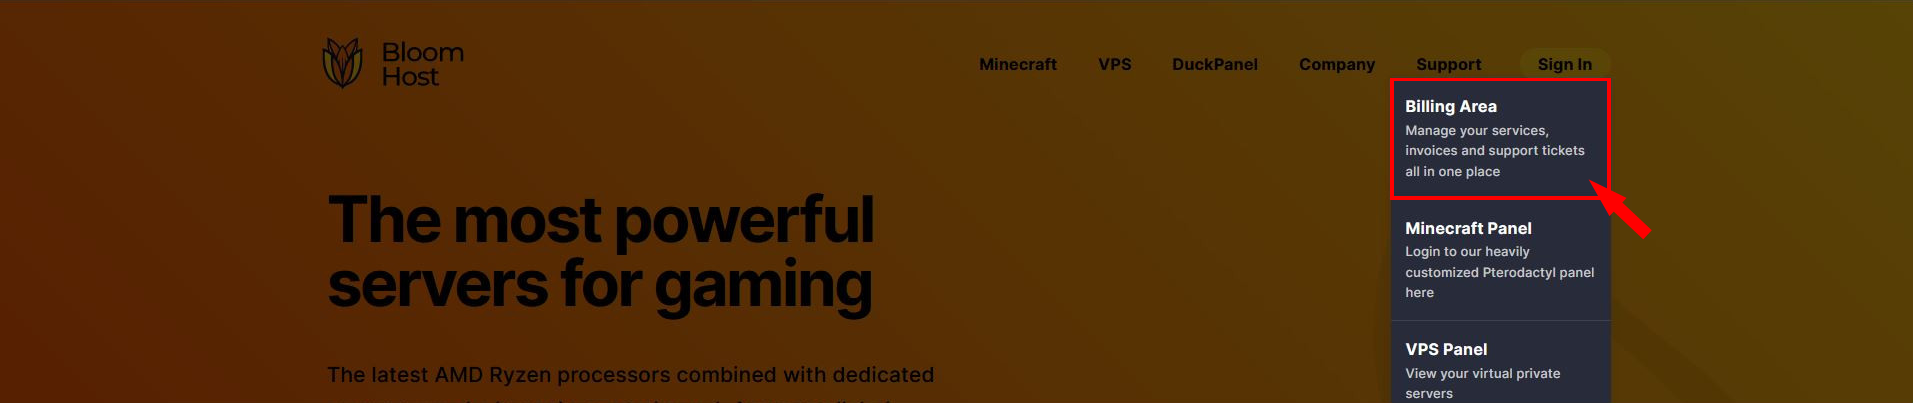 Bloom
Host
Minecraft VPS DuckPanel Company Support Sign In
Billing Area
Manage your services,
invoices and support tickets
all in one place
Minecraft Panel
Login to our heavily
customized Pterodactyl panel
here
VPS Panel
View your virtual private
servers
The most powerful
servers for gaming
The latest AMD Ryzen processors combined with dedicated